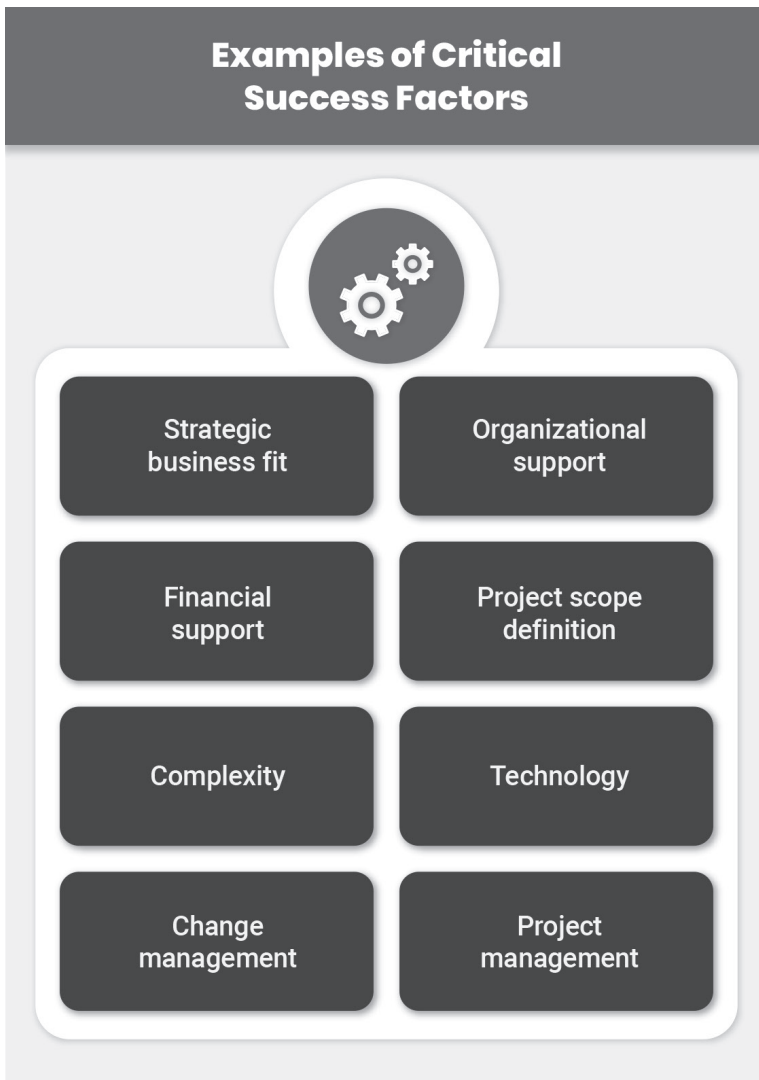 Examples of Critical
Success Factors
Strategic
business fit
Organizational
support
Financial
support
Project scope
definition
Complexity
Technology
Change
management
Project
management